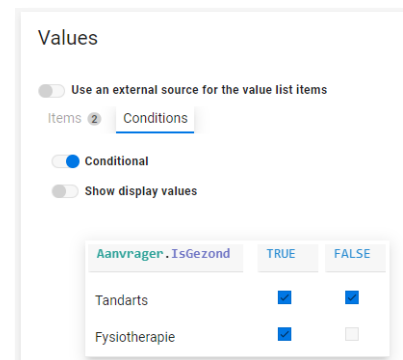 Values
Use an external source for the value list items
Items 2 Conditions
Conditional
Show display values
Aanvrager.IsGezond TRUE FALSE
Tandarts
Fysiotherapie